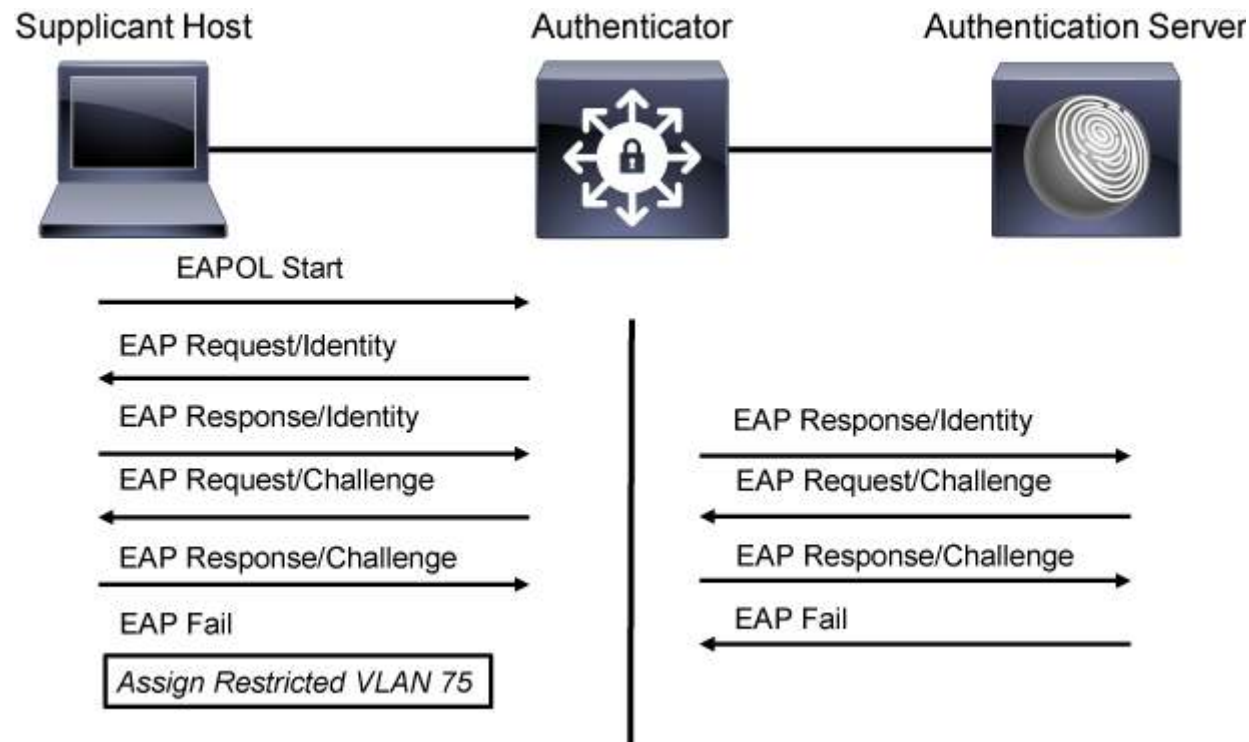 Supplicant Host
Authenticator
Authentication Server
EAPOL Start
EAP Request/Identity
EAP Response/Identity
EAP Request/Challenge
EAP Response/Challenge
EAP Fail
Assign Restricted VLAN 75
EAP Response/Identity
EAP Request/Challenge
EAP Response/Challenge
EAP Fail